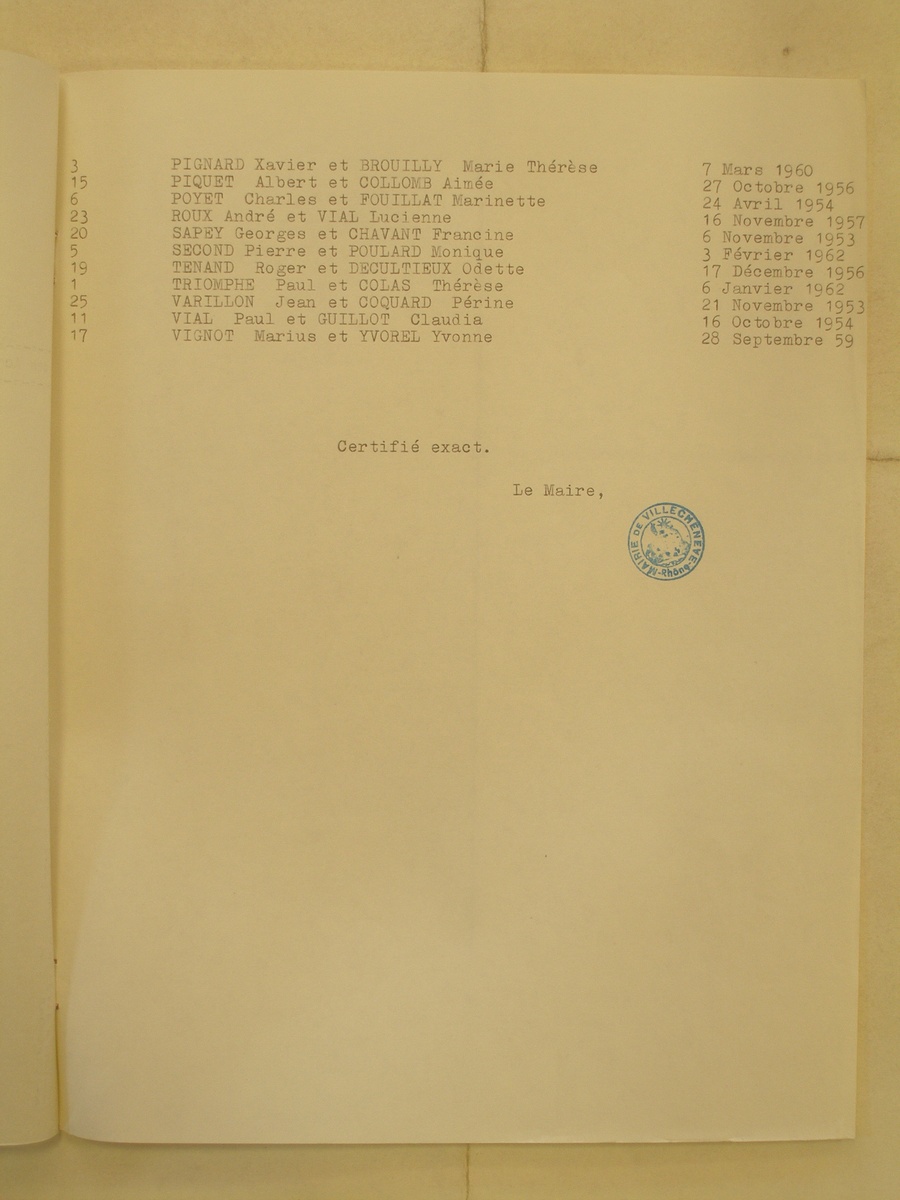 3 PIGNARD Xavier et BROUILLY Marie Thérèse 7 Mars 1960
15 PIQUET Albert et COLLOMB Aimée 27 Octobre 1956
6 POYET Charles et FOUILLAT Marinette 24 Avril 1954
23 ROUX André et VIAL Lucienne 16 Novembre 1957
20 SAPEY Georges et CHAVANT Francine 6 Novembre 1953
5 SECOND Pierre et POULARD Monique 3 Février 1962
19 TENAND Roger et DECULTIEUX Odette 17 Décembre 1956
1 TRIOMPHE Paul et COLAS Thérèse 6 Janvier 1962
25 VARILLON Jean et COQUARD Périne 21 Novembre 1953
11 VIAL Paul et GUILLOT Claudia 16 Octobre 1954
17 VIGNOT Marius et YVOREL Yvonne 28 Septembre 59
Certifié exact.
Le Maire,
MAIRIE DE VILLECHENEVE
Rhône